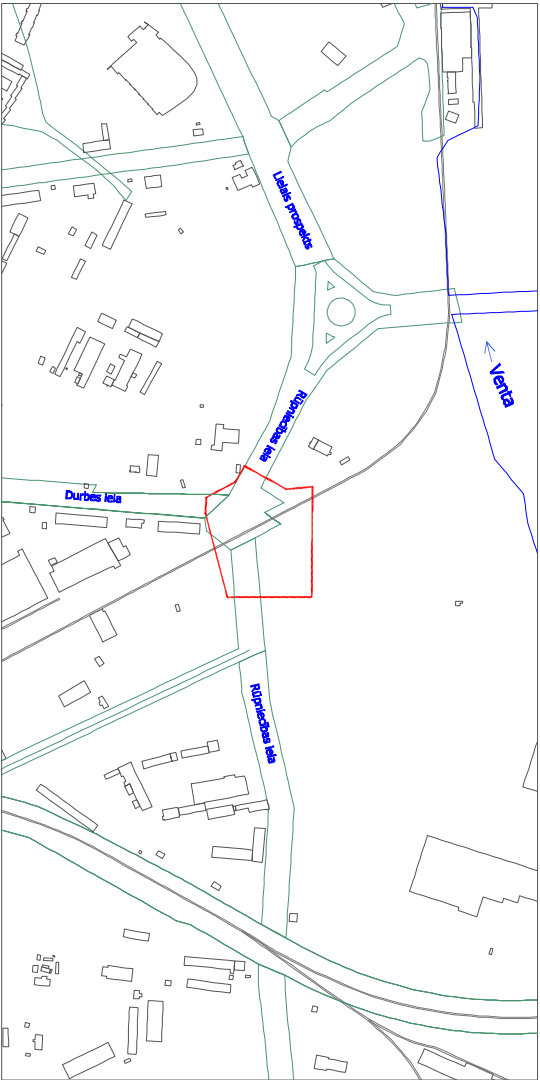 Lielais prospekts
Venta
Rūpniecības iela
Durbes iela
Rūpniecības iela